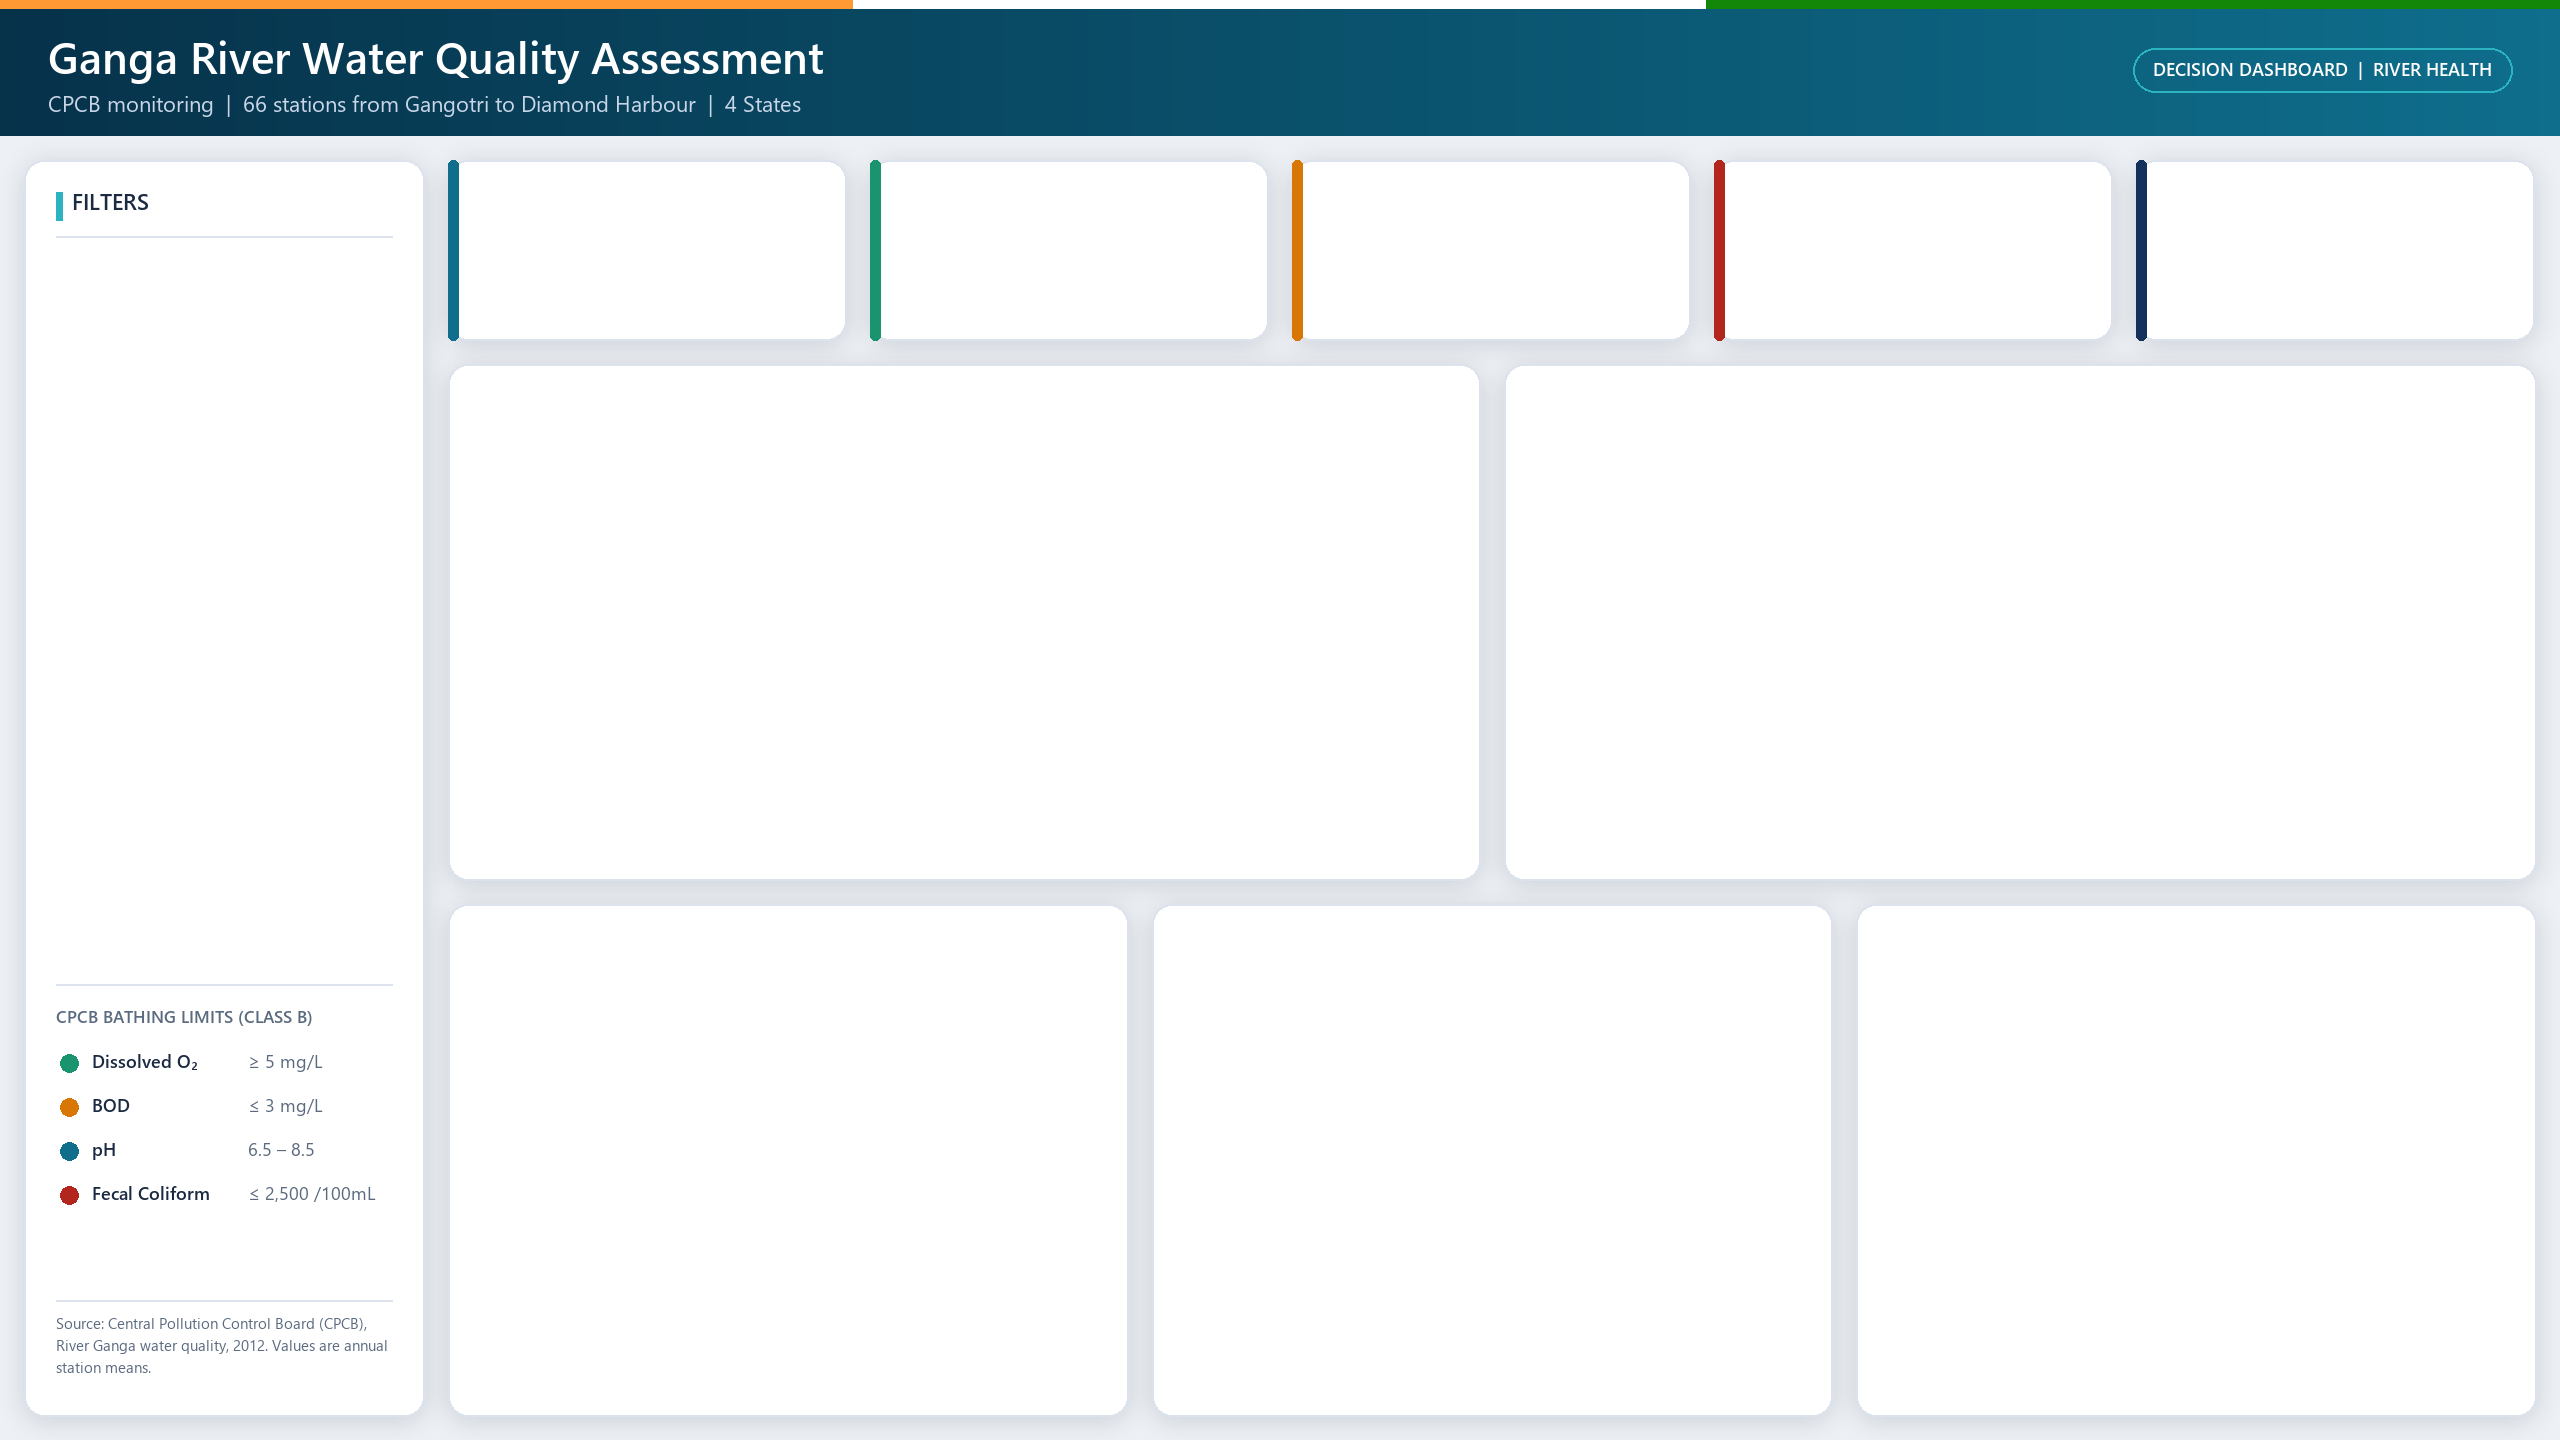 Ganga River Water Quality Assessment
CPCB monitoring | 66 stations from Gangotri to Diamond Harbour | 4 States
DECISION DASHBOARD | RIVER HEALTH
FILTERS
CPCB BATHING LIMITS (CLASS B)
Dissolved O₂ ≥ 5 mg/L
BOD ≤ 3 mg/L
pH 6.5 – 8.5
Fecal Coliform ≤ 2,500 /100mL
Source: Central Pollution Control Board (CPCB),
River Ganga water quality, 2012. Values are annual
station means.